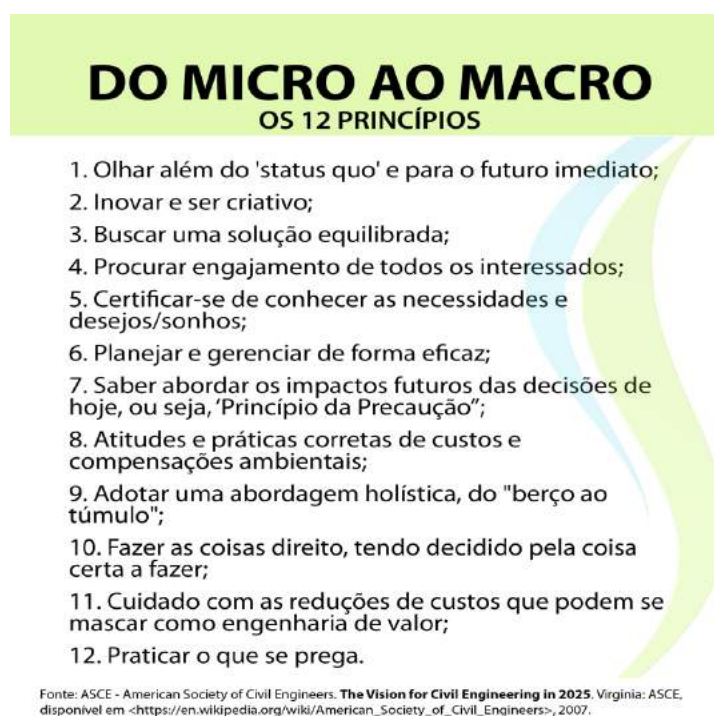 DO MICRO AO MACRO
OS 12 PRINCÍPIOS
1. Olhar além do 'status quo' e para o futuro imediato;
2. Inovar e ser criativo;
3. Buscar uma solução equilibrada;
4. Procurar engajamento de todos os interessados;
5. Certificar-se de conhecer as necessidades e
desejos/sonhos;
6. Planejar e gerenciar de forma eficaz;
7. Saber abordar os impactos futuros das decisões de
hoje, ou seja, ‘Princípio da Precaução”;
8. Atitudes e práticas corretas de custos e
compensações ambientais;
9. Adotar uma abordagem holística, do "berço ao
túmulo";
10. Fazer as coisas direito, tendo decidido pela coisa
certa a fazer;
11. Cuidado com as reduções de custos que podem se
mascar como engenharia de valor;
12. Praticar o que se prega.
Fonte: ASCE - American Society of Civil Engineers. The Vision for Civil Engineering in 2025. Virginia: ASCE,
disponível em <https://en.wikipedia.org/wiki/American_Society_of_Civil_Engineers>, 2007.